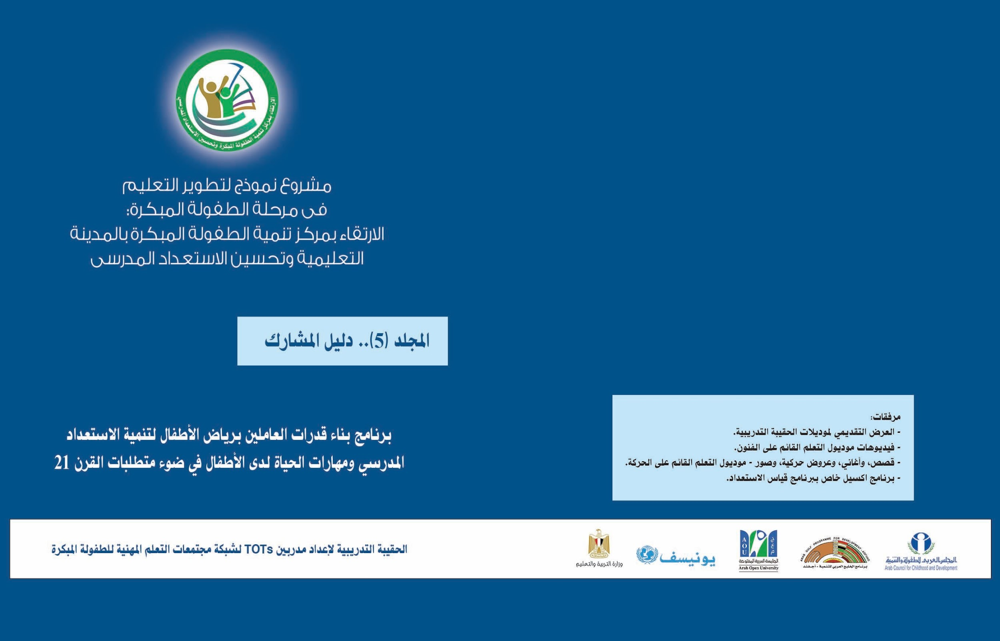 الارتقاء بمركز تنمية الطفولة المبكرة وتحسين الاستعداد المدرسي
مشروع نموذج لتطوير التعليم
فى مرحلة الطفولة المبكرة:
الارتقاء بمركز تنمية الطفولة المبكرة بالمدينة
التعليمية وتحسين الاستعداد المدرسى
المجلد (5).. دليل المشارك
برنامج بناء قدرات العاملين برياض الأطفال لتنمية الاستعداد
المدرسي ومهارات الحياة لدى الأطفال في ضوء متطلبات القرن 21
مرفقات:
- العرض التقديمي لموديلات الحقيبة التدريبية.
- فيديوهات موديول التعلم القائم على الفنون.
- قصص، وأغاني، وعروض حركية، وصور - موديول التعلم القائم على الحركة.
- برنامج اكسيل خاص ببرنامج قياس الاستعداد.
المجلس العربى للطفولة والتنمية
Arab Council for Childhood and Development
ARAB GULF PROGRAMME FOR DEVELOPMENT - AGFUND
برنامج الخليج العربي للتنمية - أجفند
AOU
ج ع م
الجامعة العربية المفتوحة
Arab Open University
يونيسف
وزارة التربية والتعليم
الحقيبة التدريبية لإعداد مدربين TOTs لشبكة مجتمعات التعلم المهنية للطفولة المبكرة